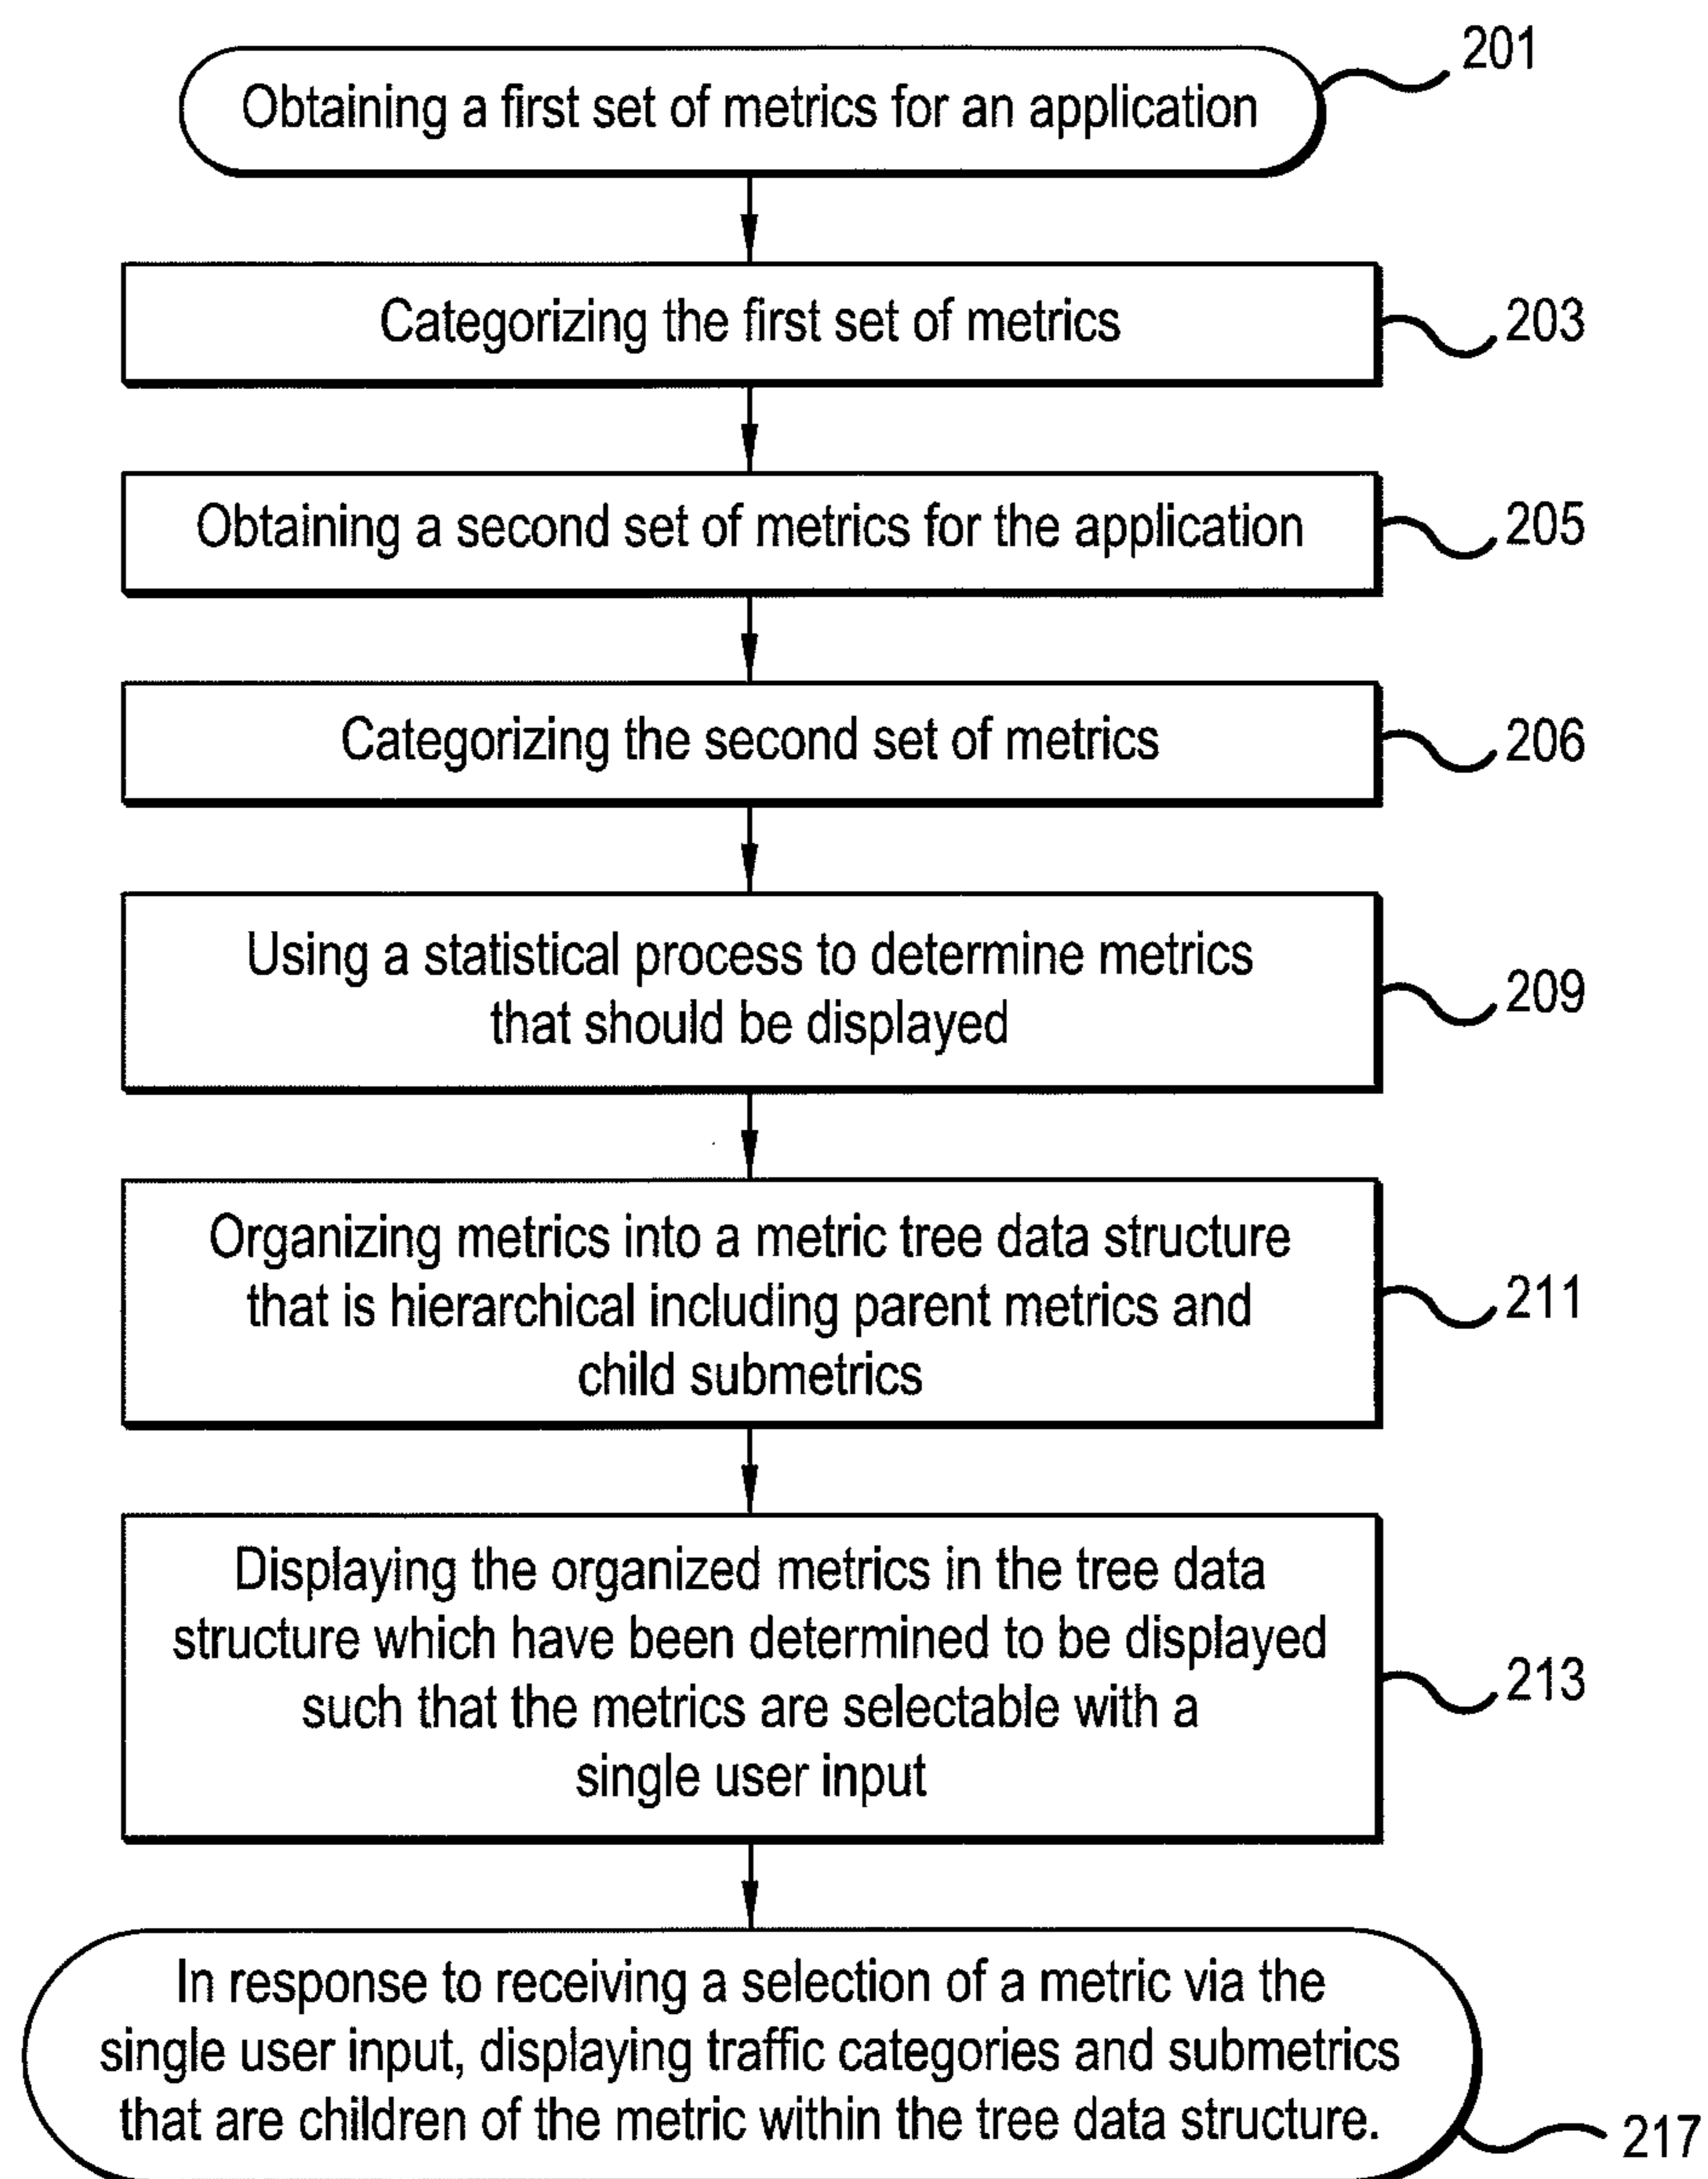 Obtaining a first set of metrics for an application
201
Categorizing the first set of metrics
203
Obtaining a second set of metrics for the application
205
Categorizing the second set of metrics
206
Using a statistical process to determine metrics
that should be displayed
209
Organizing metrics into a metric tree data structure
that is hierarchical including parent metrics and
child submetrics
211
Displaying the organized metrics in the tree data
structure which have been determined to be displayed
such that the metrics are selectable with a
single user input
213
In response to receiving a selection of a metric via the
single user input, displaying traffic categories and submetrics
that are children of the metric within the tree data structure.
217